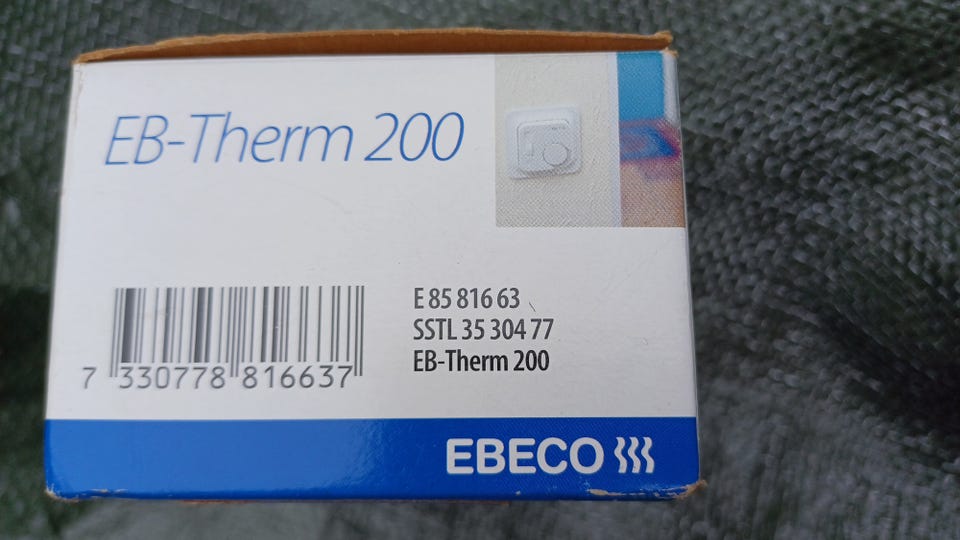 EB-Therm 200
E 85 816 63
SSTL 35 304 77
EB-Therm 200
7 330778 816637
EBECO